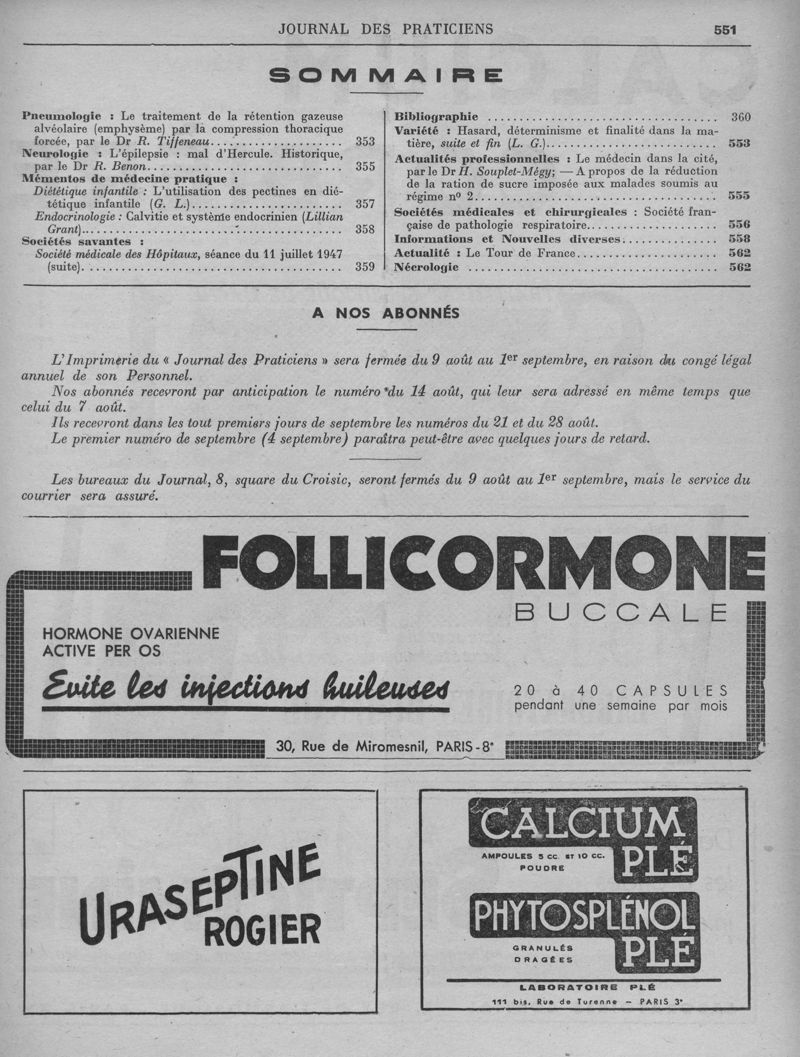 JOURNAL DES PRATICIENS 551
SOMMAIRE
Pneumologie : Le traitement de la rétention gazeuse
alvéolaire (emphysème) par la compression thoracique
forcée, par le Dr R. Tiffeneau..................... 353
Neurologie : L'épilepsie : mal d'Hercule. Historique,
par le Dr R. Benon................................ 355
Mémentos de médecine pratique :
Diététique infantile : L'utilisation des pectines en dié-
tétique infantile (G. L.)........................... 357
Endocrinologie : Calvitie et système endocrinien (Lillian
Grant)............................................ 358
Sociétés savantes :
Société médicale des Hôpitaux, séance du 11 juillet 1947
(suite)............................................ 359
Bibliographie .................................... 360
Variété : Hasard, déterminisme et finalité dans la ma-
tière, suite et fin (L. G.)........................... 553
Actualités professionnelles : Le médecin dans la cité,
par le Dr H. Souplet-Mégy; — A propos de la réduction
de la ration de sucre imposée aux malades soumis au
régime nº 2...................................... 555
Sociétés médicales et chirurgicales : Société fran-
çaise de pathologie respiratoire..................... 556
Informations et Nouvelles diverses............... 558
Actualité : Le Tour de France...................... 562
Nécrologie ....................................... 562
A NOS ABONNÉS
L'Imprimerie du « Journal des Praticiens » sera fermée du 9 août au 1er septembre, en raison du congé légal
annuel de son Personnel.
Nos abonnés recevront par anticipation le numéro du 14 août, qui leur sera adressé en même temps que
celui du 7 août.
Ils recevront dans les tout premiers jours de septembre les numéros du 21 et du 28 août.
Le premier numéro de septembre (4 septembre) paraîtra peut-être avec quelques jours de retard.
Les bureaux du Journal, 8, square du Croisic, seront fermés du 9 août au 1er septembre, mais le service du
courrier sera assuré.
FOLLICORMONE
BUCCALE
HORMONE OVARIENNE
ACTIVE PER OS
Evite les injections huileuses
20 à 40 CAPSULES
pendant une semaine par mois
30, Rue de Miromesnil, PARIS-8e
URASEPTINE
ROGIER
CALCIUM
AMPOULES 5 CC. ET 10 CC.
POUDRE
PLÉ
PHYTOSPLÉNOL
GRANULÉS
DRAGÉES
PLÉ
LABORATOIRE PLÉ
111 bis, Rue de Turenne — PARIS 3e